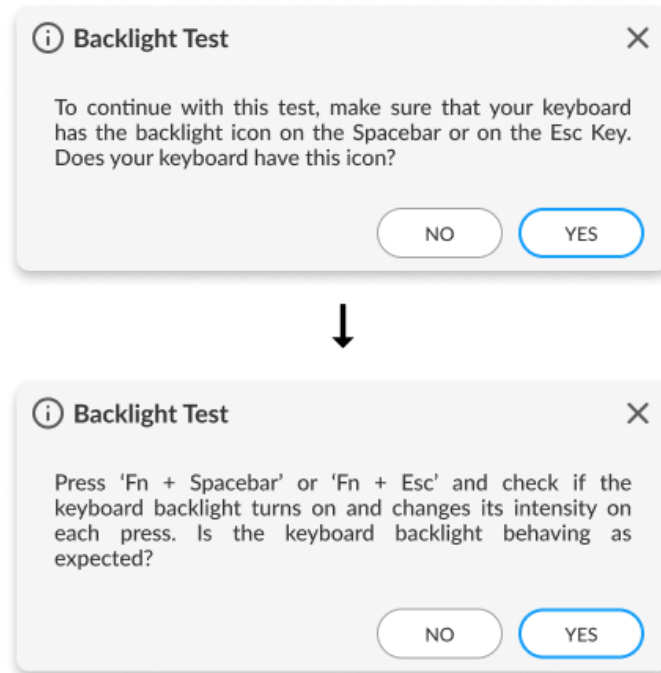 Backlight Test
To continue with this test, make sure that your keyboard
has the backlight icon on the Spacebar or on the Esc Key.
Does your keyboard have this icon?
NO YES
Backlight Test
Press ‘Fn + Spacebar’ or ‘Fn + Esc’ and check if the
keyboard backlight turns on and changes its intensity on
each press. Is the keyboard backlight behaving as
expected?
NO YES